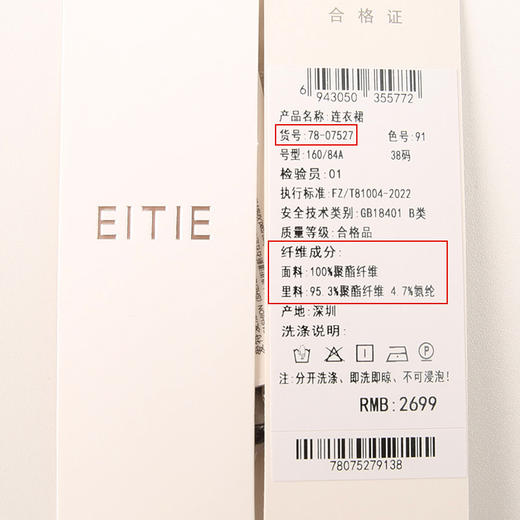 EITIE
合格证
6 943050 355772
产品名称:连衣裙
货号:78-07527 色号:91
号型:160/84A 38码
检验员:01
执行标准:FZ/T81004-2022
安全技术类别:GB18401 B类
质量等级:合格品
纤维成分:
面料:100%聚酯纤维
里料:95.3%聚酯纤维 4.7%氨纶
产地:深圳
洗涤说明:
注:分开洗涤、即洗即晾、不可浸泡!
RMB:2699
78075279138